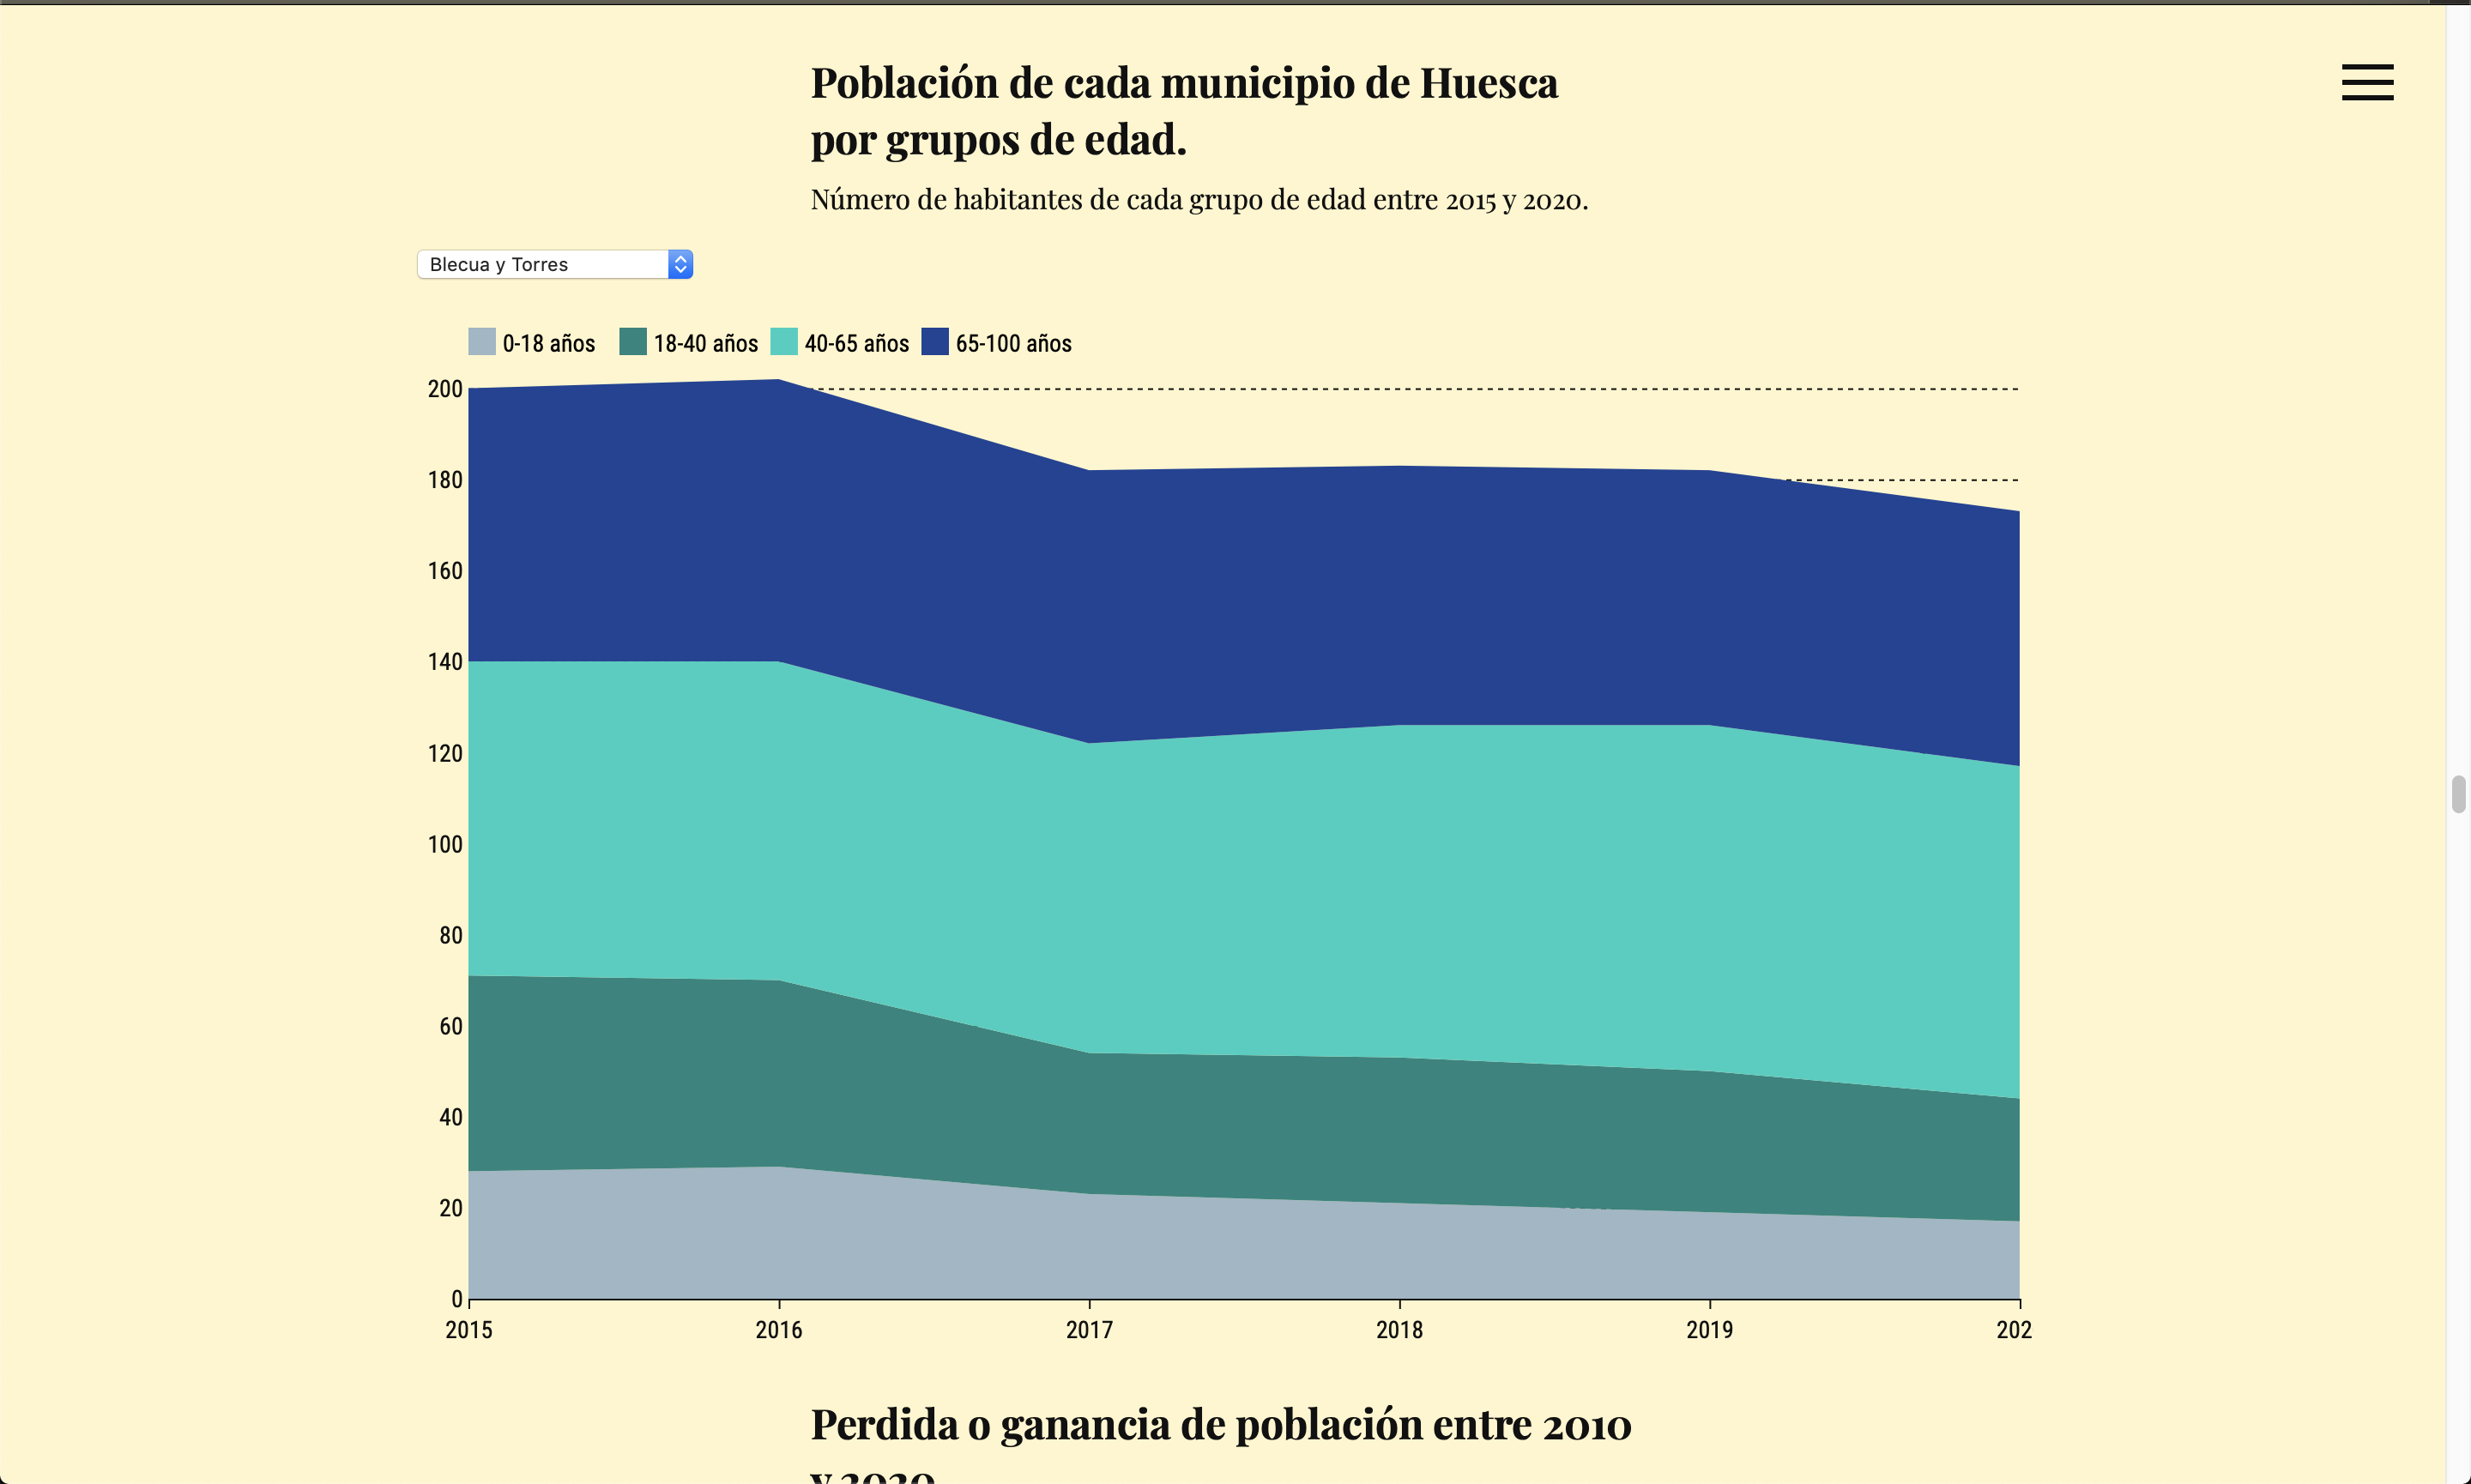 Población de cada municipio de Huesca
por grupos de edad.
Número de habitantes de cada grupo de edad entre 2015 y 2020.
Blecua y Torres
0-18 años 18-40 años 40-65 años 65-100 años
200
180
160
140
120
100
80
60
40
20
0
2015 2016 2017 2018 2019 202
Perdida o ganancia de población entre 2010
y 2020